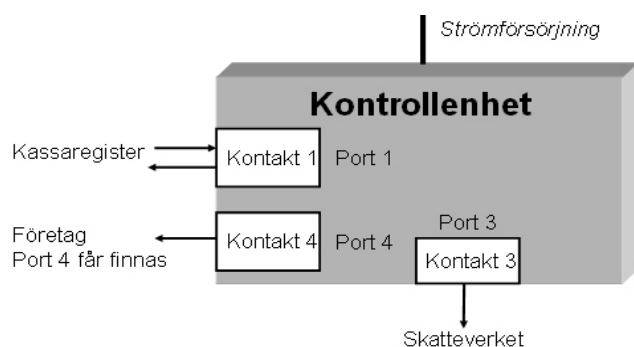 Strömförsörjning
Kontrollenhet
Kassaregister
Kontakt 1 Port 1
Företag
Port 4 får finnas
Kontakt 4 Port 4
Port 3
Kontakt 3
Skatteverket